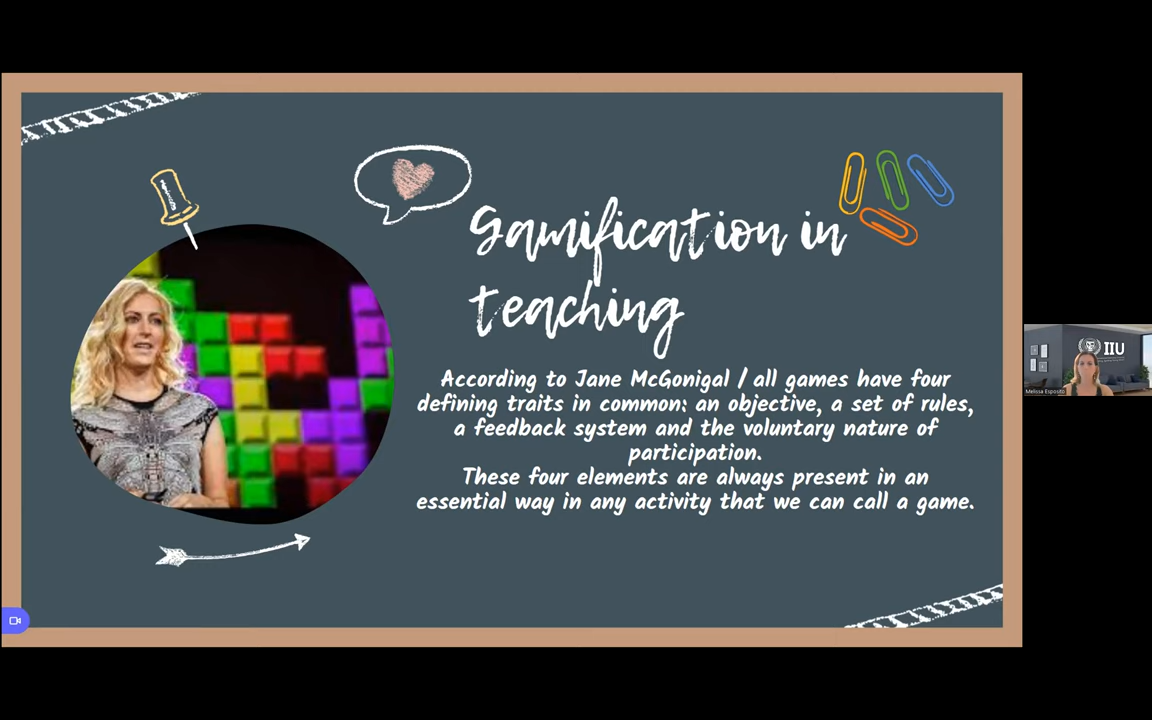 Gamification in
teaching
According to Jane McGonigal / all games have four
defining traits in common: an objective, a set of rules,
a feedback system and the voluntary nature of
participation.
These four elements are always present in an
essential way in any activity that we can call a game.
IIU
Melissa Esposito